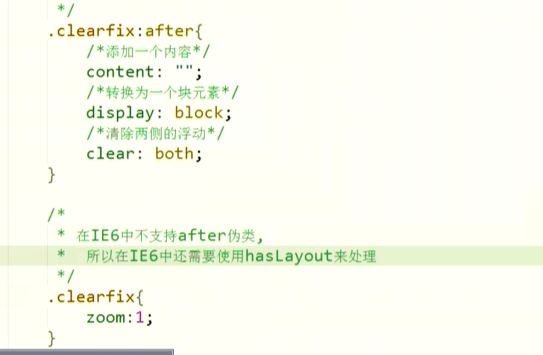 */
.clearfix:after{
/*添加一个内容*/
content: "";
/*转换为一个块元素*/
display: block;
/*清除两侧的浮动*/
clear: both;
}
/*
* 在IE6中不支持after伪类,
* 所以在IE6中还需要使用hasLayout来处理
*/
.clearfix{
zoom:1;
}